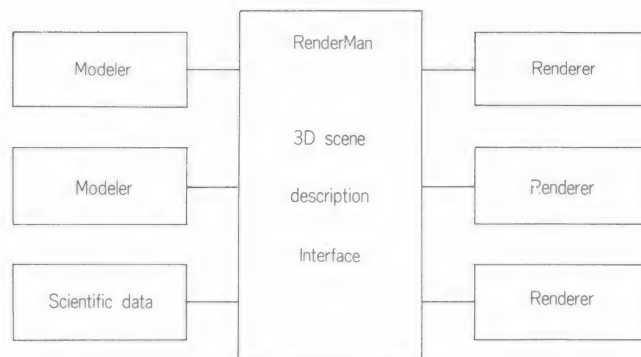 Modeler
Modeler
Scientific data
RenderMan
3D scene
description
Interface
Renderer
Renderer
Renderer